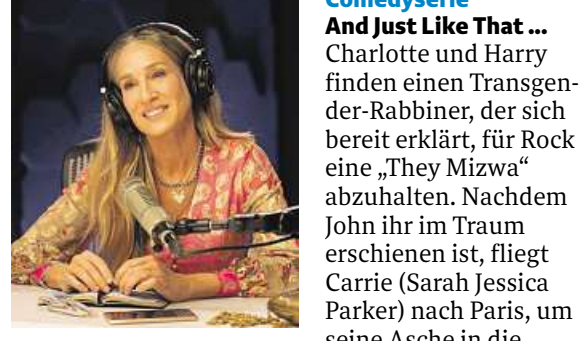 Comedyserie
And Just Like That ...
Charlotte und Harry
finden einen Transgen-
der-Rabbiner, der sich
bereit erklärt, für Rock
eine „They Mizwa“
abzuhalten. Nachdem
John ihr im Traum
erschienen ist, fliegt
Carrie (Sarah Jessica
Parker) nach Paris, um
seine Asche in die